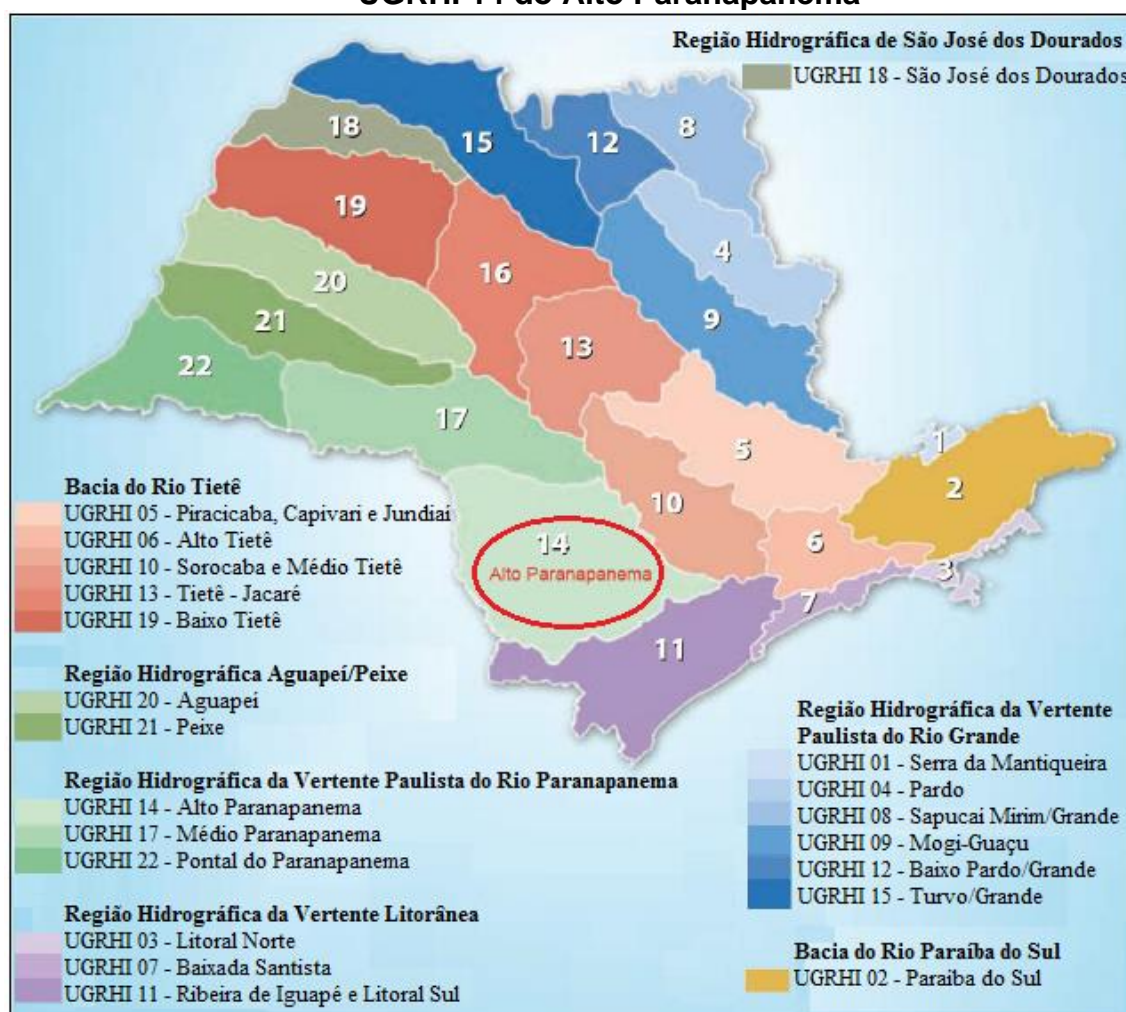 UGRHI 14 do Alto Paranapanema
Região Hidrográfica de São José dos Dourados
UGRHI 18 - São José dos Dourados
18
15
12
8
19
4
16
20
9
21
13
22
17
5
1
2
10
14
6
Alto Paranapanema
3
7
11
Bacia do Rio Tietê
UGRHI 05 - Piracicaba, Capivari e Jundiai
UGRHI 06 - Alto Tietê
UGRHI 10 - Sorocaba e Médio Tietê
UGRHI 13 - Tietê - Jacaré
UGRHI 19 - Baixo Tietê
Região Hidrográfica Aguapeí/Peixe
UGRHI 20 - Aguapeí
UGRHI 21 - Peixe
Região Hidrográfica da Vertente Paulista do Rio Paranapanema
UGRHI 14 - Alto Paranapanema
UGRHI 17 - Médio Paranapanema
UGRHI 22 - Pontal do Paranapanema
Região Hidrográfica da Vertente Litorânea
UGRHI 03 - Litoral Norte
UGRHI 07 - Baixada Santista
UGRHI 11 - Ribeira de Iguapé e Litoral Sul
Região Hidrográfica da Vertente
Paulista do Rio Grande
UGRHI 01 - Serra da Mantiqueira
UGRHI 04 - Pardo
UGRHI 08 - Sapucaí Mirim/Grande
UGRHI 09 - Mogi-Guaçu
UGRHI 12 - Baixo Pardo/Grande
UGRHI 15 - Turvo/Grande
Bacia do Rio Paraíba do Sul
UGRHI 02 - Paraíba do Sul